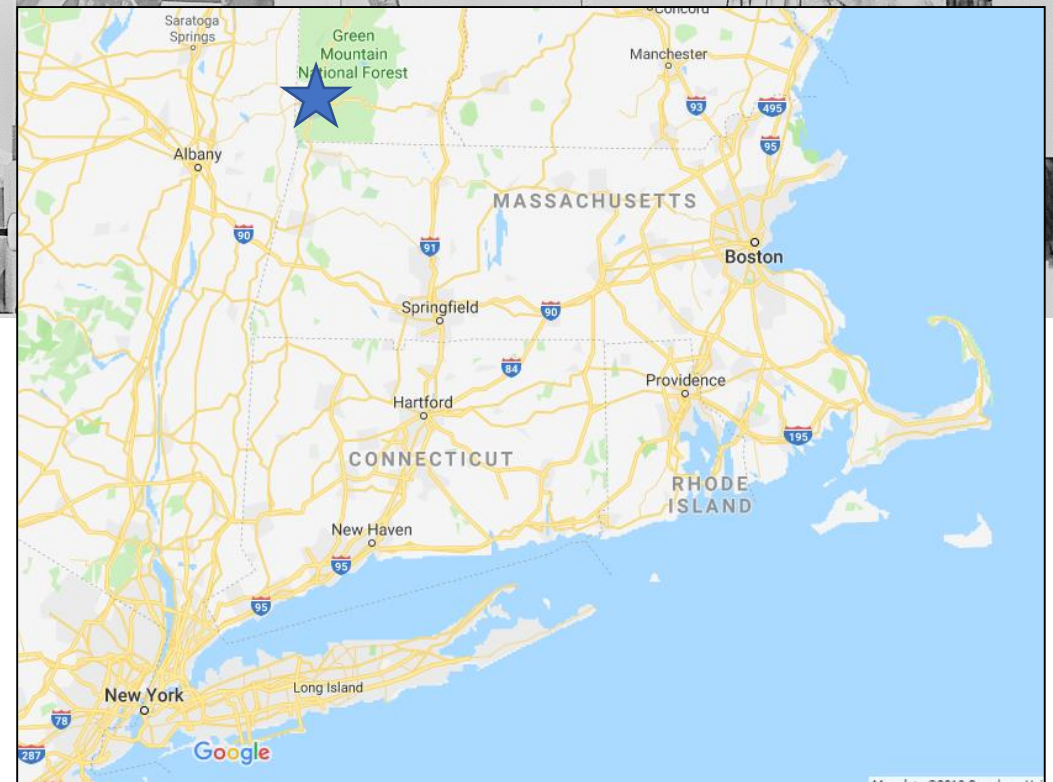 Concord
Saratoga
Springs
Green
Mountain
National Forest
Manchester
93
495
95
Albany
MASSACHUSETTS
90
91
Boston
Springfield
90
84
Providence
Hartford
195
CONNECTICUT
RHODE
ISLAND
New Haven
95
95
Long Island
New York
78
Google
287